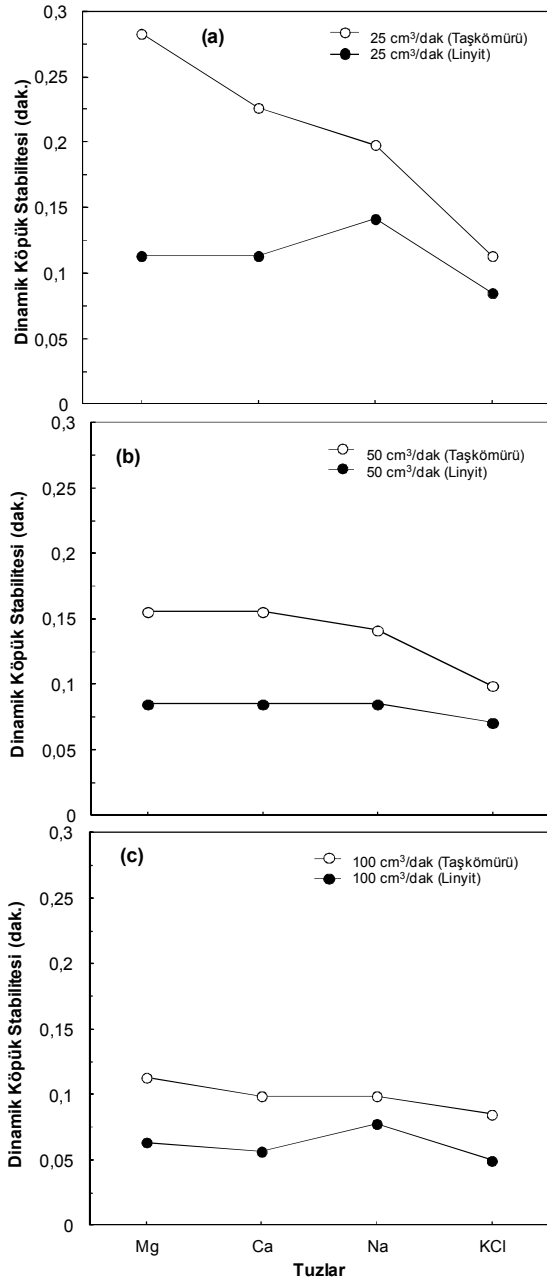 0,3
(a)
25 cm³/dak (Taşkömürü)
25 cm³/dak (Linyit)
0,25
0,2
0,15
0,1
0,05
0
Dinamik Köpük Stabilitesi (dak.)
0,3
(b)
50 cm³/dak (Taşkömürü)
50 cm³/dak (Linyit)
0,25
0,2
0,15
0,1
0,05
0
Dinamik Köpük Stabilitesi (dak.)
0,3
(c)
100 cm³/dak (Taşkömürü)
100 cm³/dak (Linyit)
0,25
0,2
0,15
0,1
0,05
0
Dinamik Köpük Stabilitesi (dak.)
Mg Ca Na KCl
Tuzlar